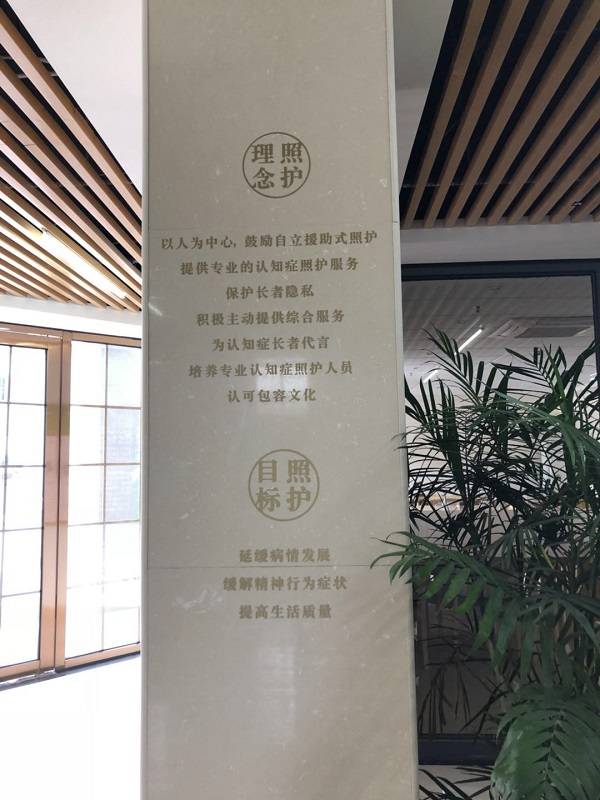 照护
理念
以人为中心, 鼓励自立援助式照护
提供专业的认知症照护服务
保护长者隐私
积极主动提供综合服务
为认知症长者代言
培养专业认知症照护人员
认可包容文化
照护
目标
延缓病情发展
缓解精神行为症状
提高生活质量